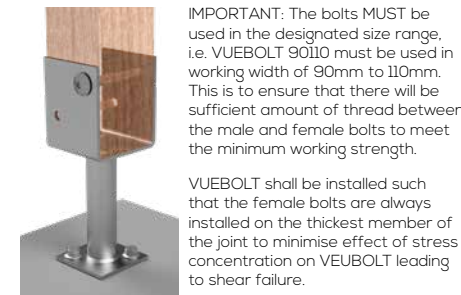 IMPORTANT: The bolts MUST be
used in the designated size range,
i.e. VUEBOLT 90110 must be used in
working width of 90mm to 110mm.
This is to ensure that there will be
sufficient amount of thread between
the male and female bolts to meet
the minimum working strength.
VUEBOLT shall be installed such
that the female bolts are always
installed on the thickest member of
the joint to minimise effect of stress
concentration on VEUBOLT leading
to shear failure.